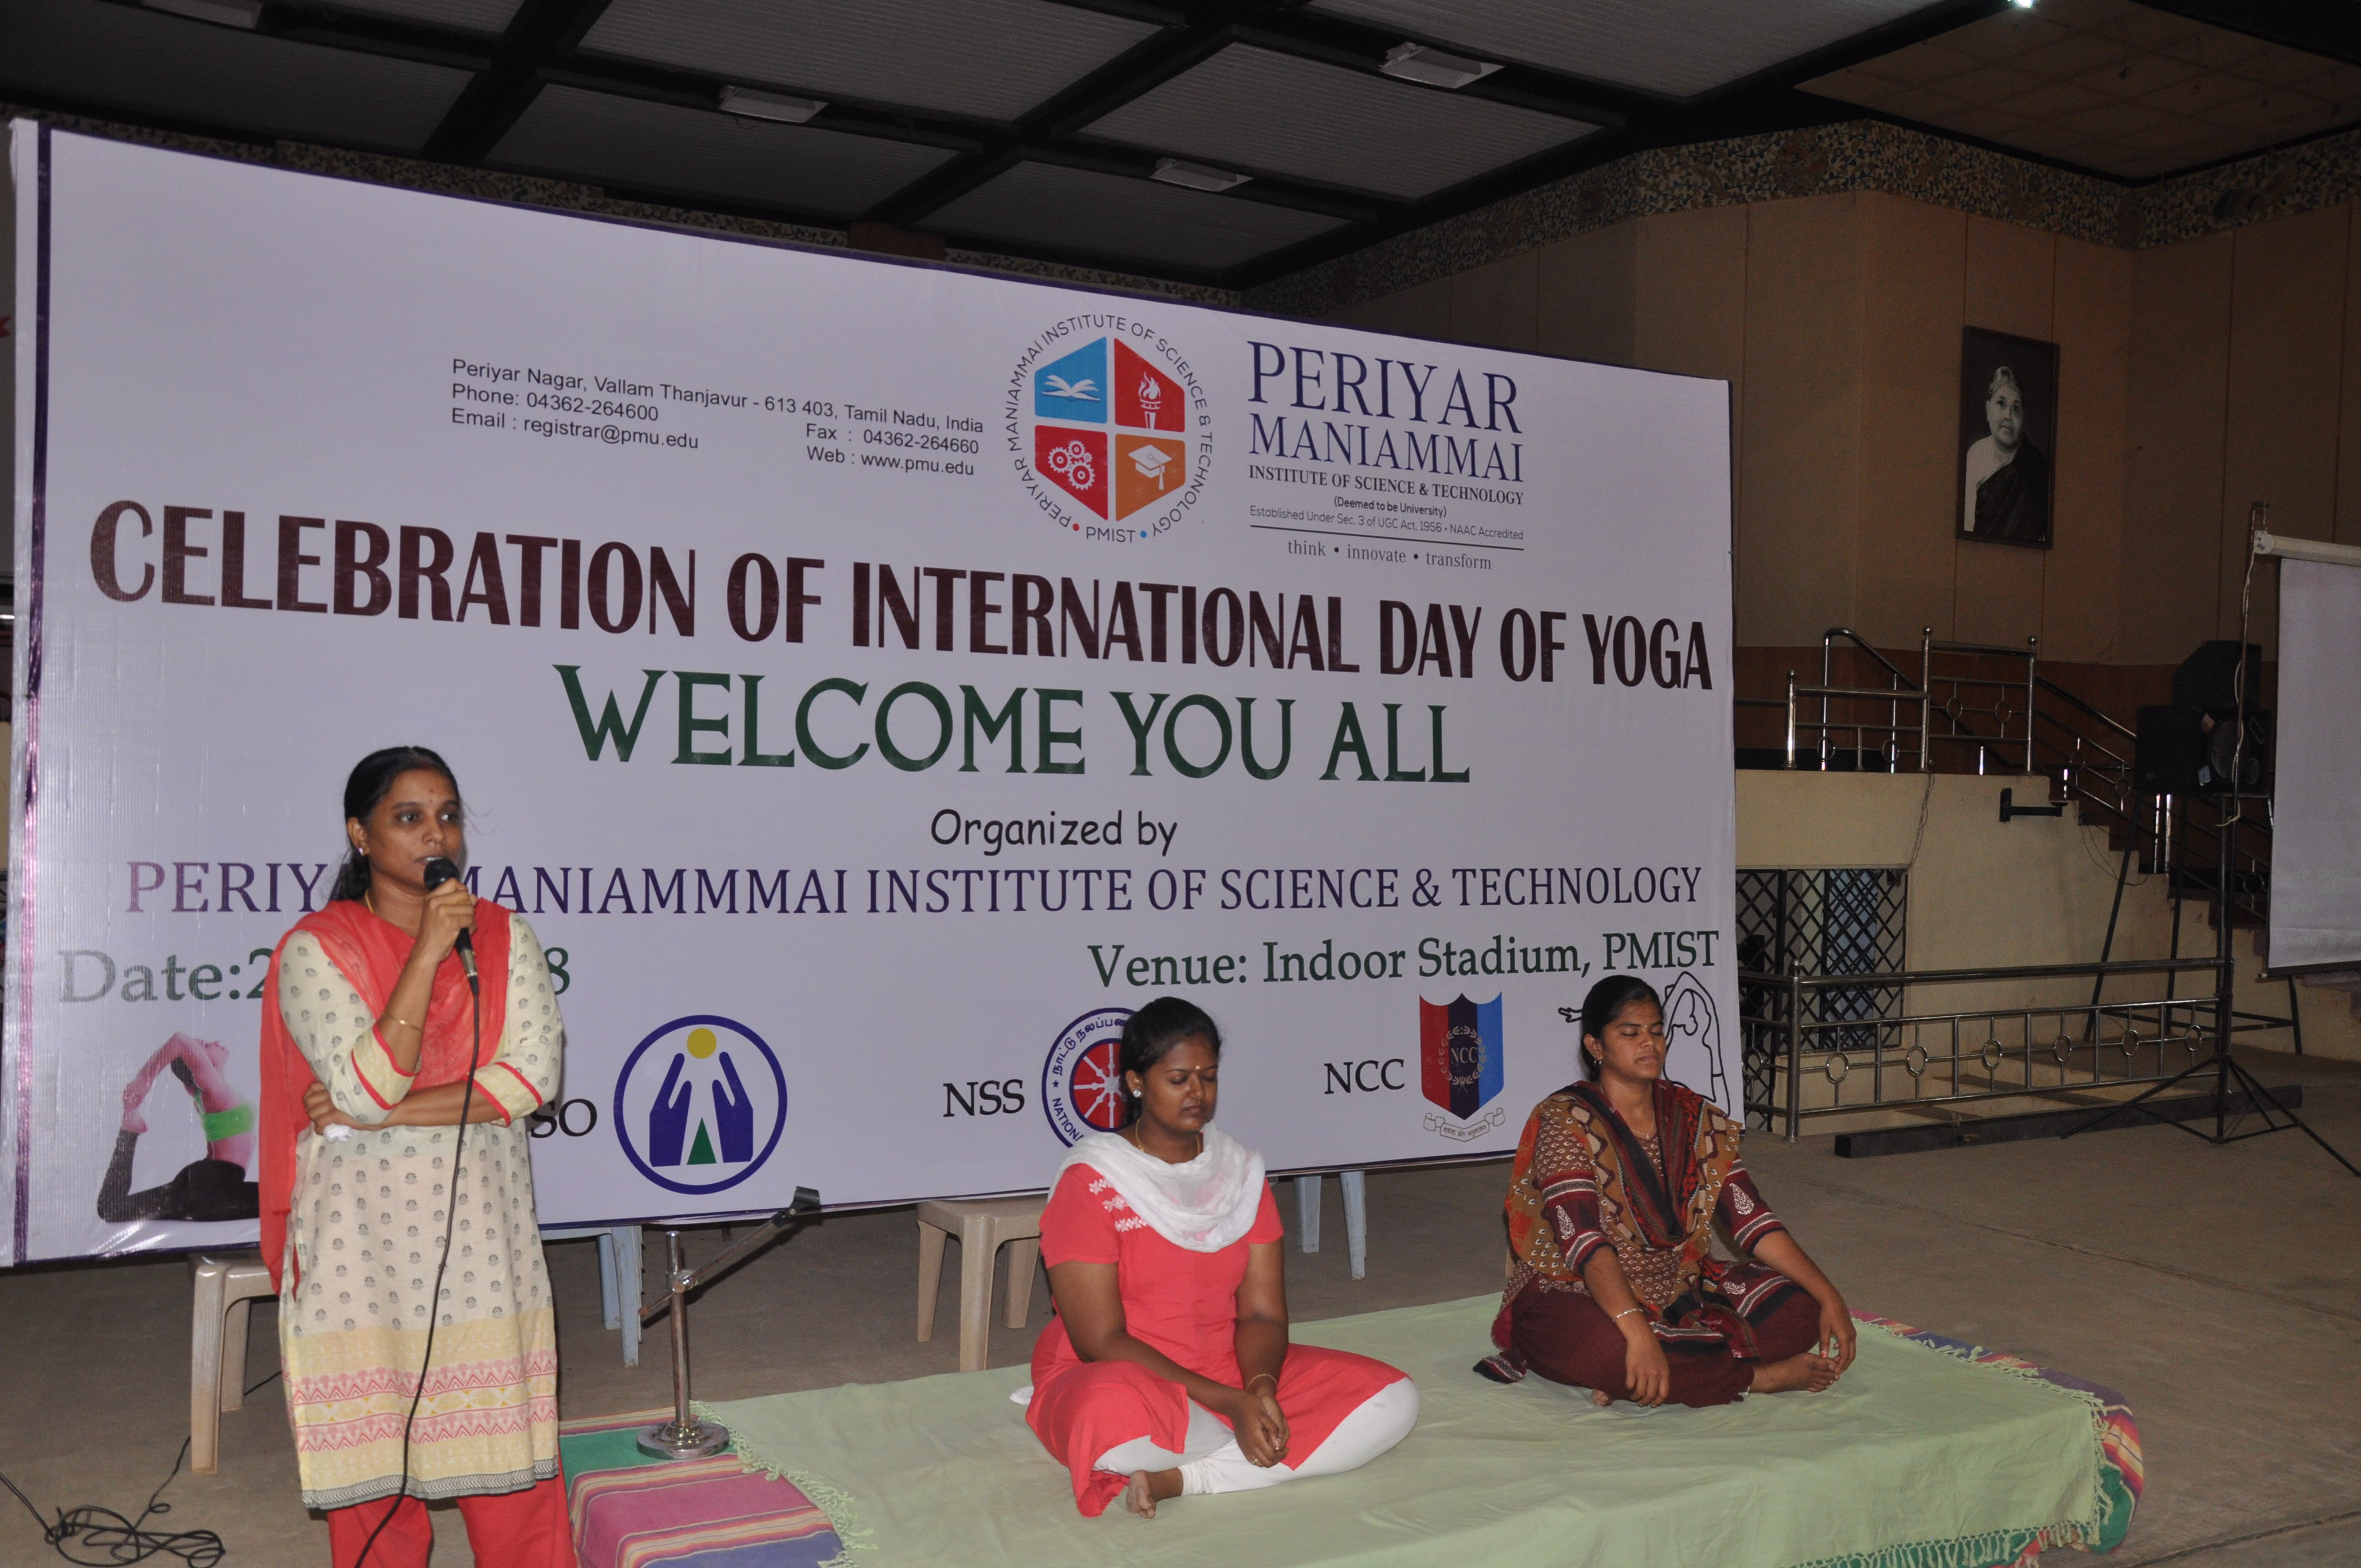 Periyar Nagar, Vallam Thanjavur - 613 403, Tamil Nadu, India
Phone: 04362-264600
Fax : 04362-264660
Email : registrar@pmu.edu
Web : www.pmu.edu
PERIYAR MANIAMMAI INSTITUTE OF SCIENCE & TECHNOLOGY
• PMIST •
PERIYAR
MANIAMMAI
INSTITUTE OF SCIENCE & TECHNOLOGY
(Deemed to be University)
Established Under Sec. 3 of UGC Act, 1956 • NAAC Accredited
think • innovate • transform
CELEBRATION OF INTERNATIONAL DAY OF YOGA
WELCOME YOU ALL
Organized by
MANIAMMMAI INSTITUTE OF SCIENCE & TECHNOLOGY
Date:
Venue: Indoor Stadium, PMIST
NSS
NCC
NCC